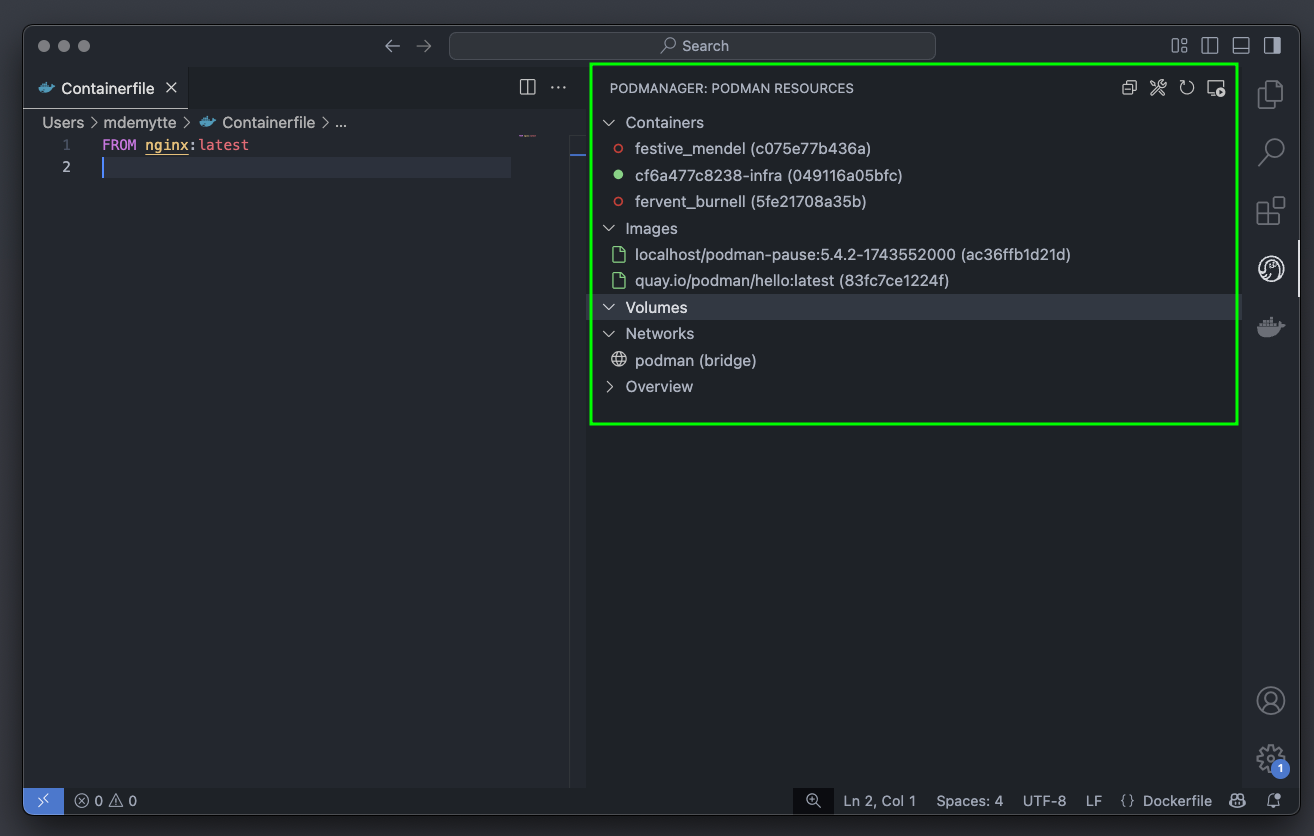 Search
Containerfile
Users > mdemytte > Containerfile > ...
1 FROM nginx:latest
2
PODMANAGER: PODMAN RESOURCES
Containers
festive_mendel (c075e77b436a)
cf6a477c8238-infra (049116a05bfc)
fervent_burnell (5fe21708a35b)
Images
localhost/podman-pause:5.4.2-1743552000 (ac36ffb1d21d)
quay.io/podman/hello:latest (83fc7ce1224f)
Volumes
Networks
podman (bridge)
Overview
1
0 0
Ln 2, Col 1 Spaces: 4 UTF-8 LF {} Dockerfile